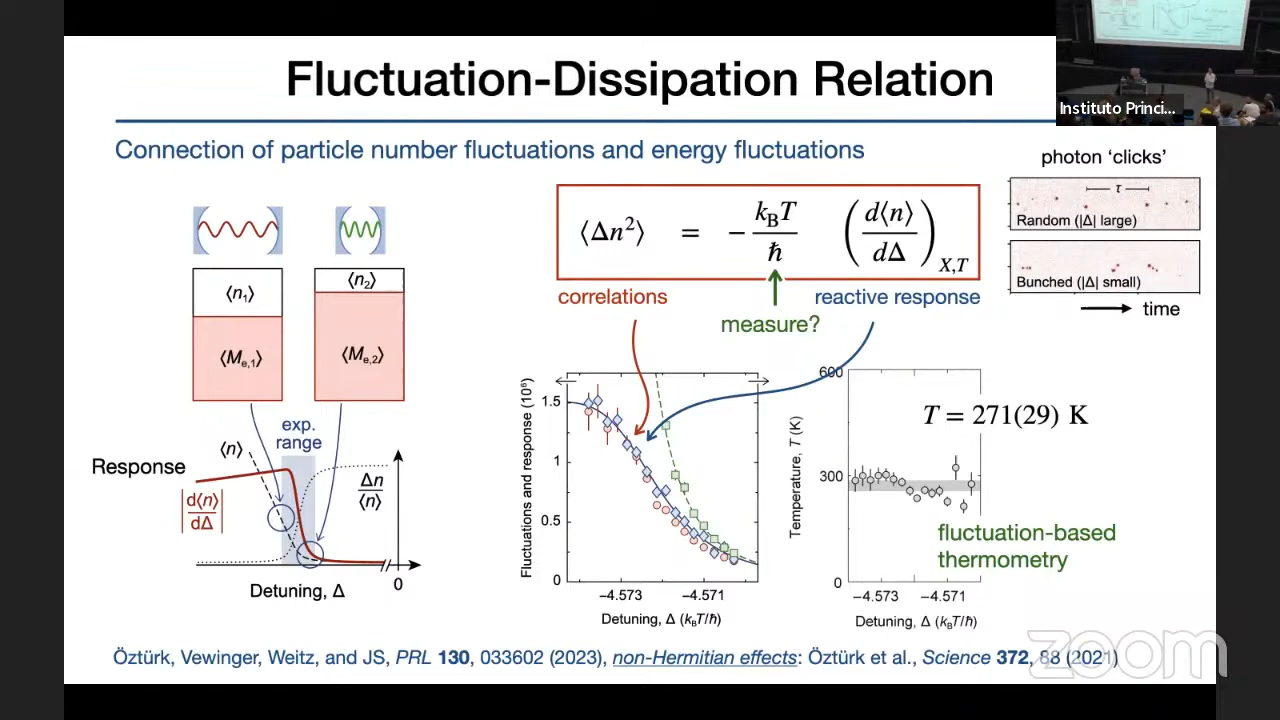 Fluctuation-Dissipation Relation
Instituto Princi...
Connection of particle number fluctuations and energy fluctuations
photon 'clicks'
τ
Random (|Δ| large)
Bunched (|Δ| small)
time
⟨Δn²⟩ = − k_BT / ħ (d⟨n⟩ / dΔ)_X,T
correlations
reactive response
measure?
⟨n₁⟩
⟨n₂⟩
⟨M_e,1⟩
⟨M_e,2⟩
exp.
range
⟨n⟩
Response
|d⟨n⟩ / dΔ|
Δn / ⟨n⟩
0
Detuning, Δ
Fluctuations and response (10⁶)
1.5
1
0.5
0
−4.573
−4.571
Detuning, Δ (k_BT/ħ)
Temperature, T (K)
600
300
0
T = 271(29) K
fluctuation-based
thermometry
−4.573
−4.571
Detuning, Δ (k_BT/ħ)
Öztürk, Vewinger, Weitz, and JS, PRL 130, 033602 (2023), non-Hermitian effects: Öztürk et al., Science 372, 88 (2021)
zoom